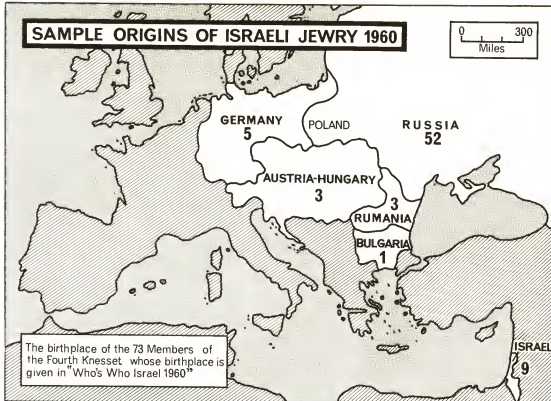 SAMPLE ORIGINS OF ISRAELI JEWRY 1960
0 300
Miles
GERMANY
5
POLAND
RUSSIA
52
AUSTRIA-HUNGARY
3
3
RUMANIA
BULGARIA
1
ISRAEL
9
The birthplace of the 73 Members of
the Fourth Knesset whose birthplace is
given in "Who's Who Israel 1960"